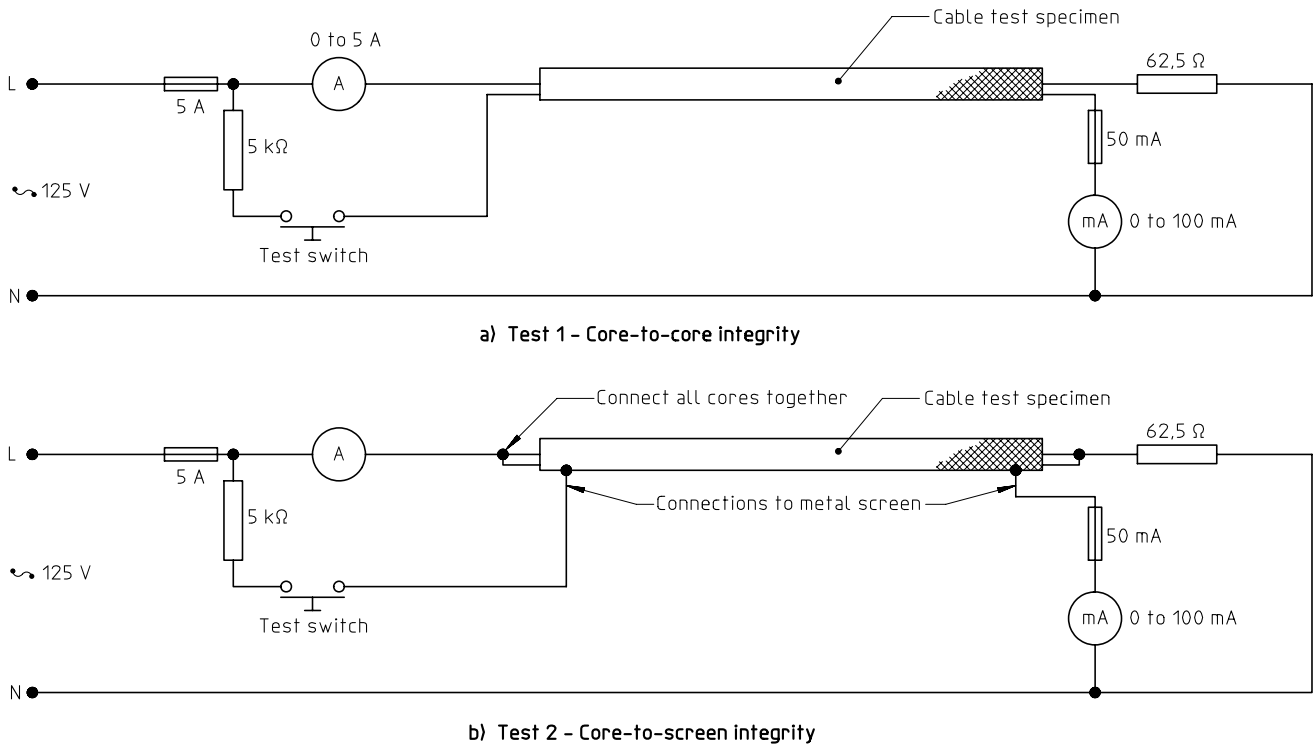 Cable test specimen
0 to 5 A
62,5 Ω
L
A
5 A
5 kΩ
50 mA
125 V
mA
0 to 100 mA
Test switch
N
a) Test 1 – Core-to-core integrity
Connect all cores together
Cable test specimen
62,5 Ω
L
A
5 A
Connections to metal screen
5 kΩ
50 mA
125 V
mA
0 to 100 mA
Test switch
N
b) Test 2 – Core-to-screen integrity